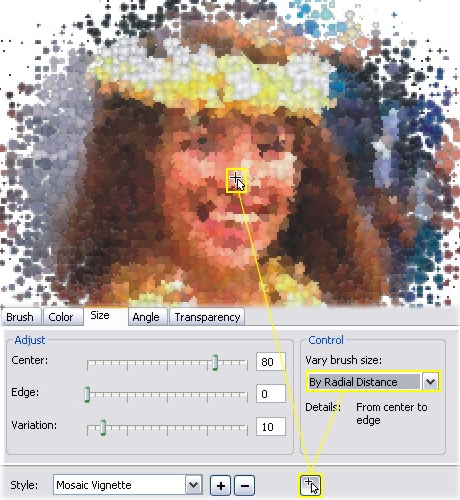 Brush Color Size Angle Transparency
Adjust
Center: 80
Edge: 0
Variation: 10
Control
Vary brush size:
By Radial Distance
Details: From center to
edge
Style: Mosaic Vignette + −